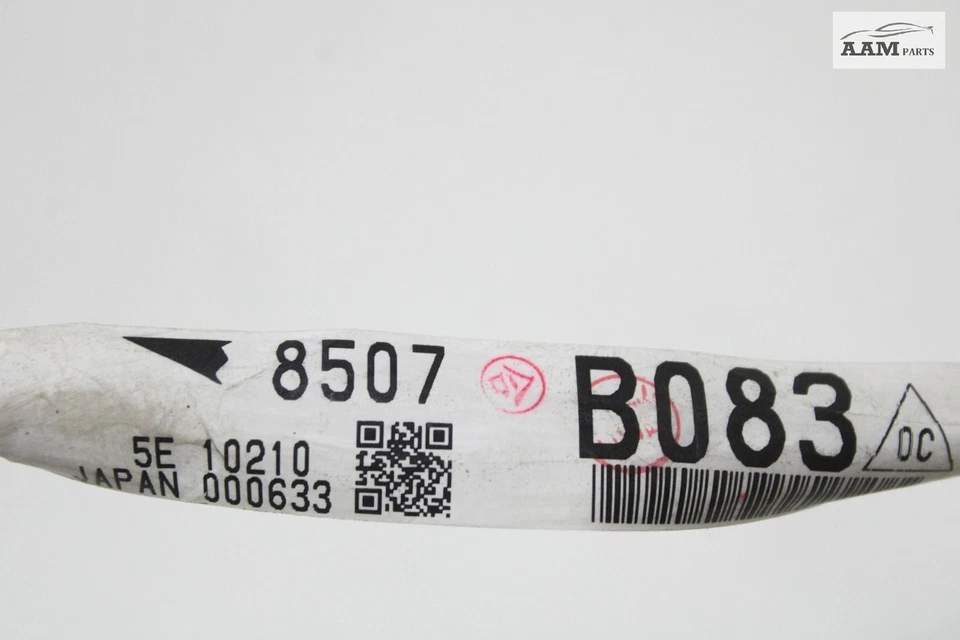 AAM PARTS
8507
B083
DC
5E 10210
JAPAN 000633